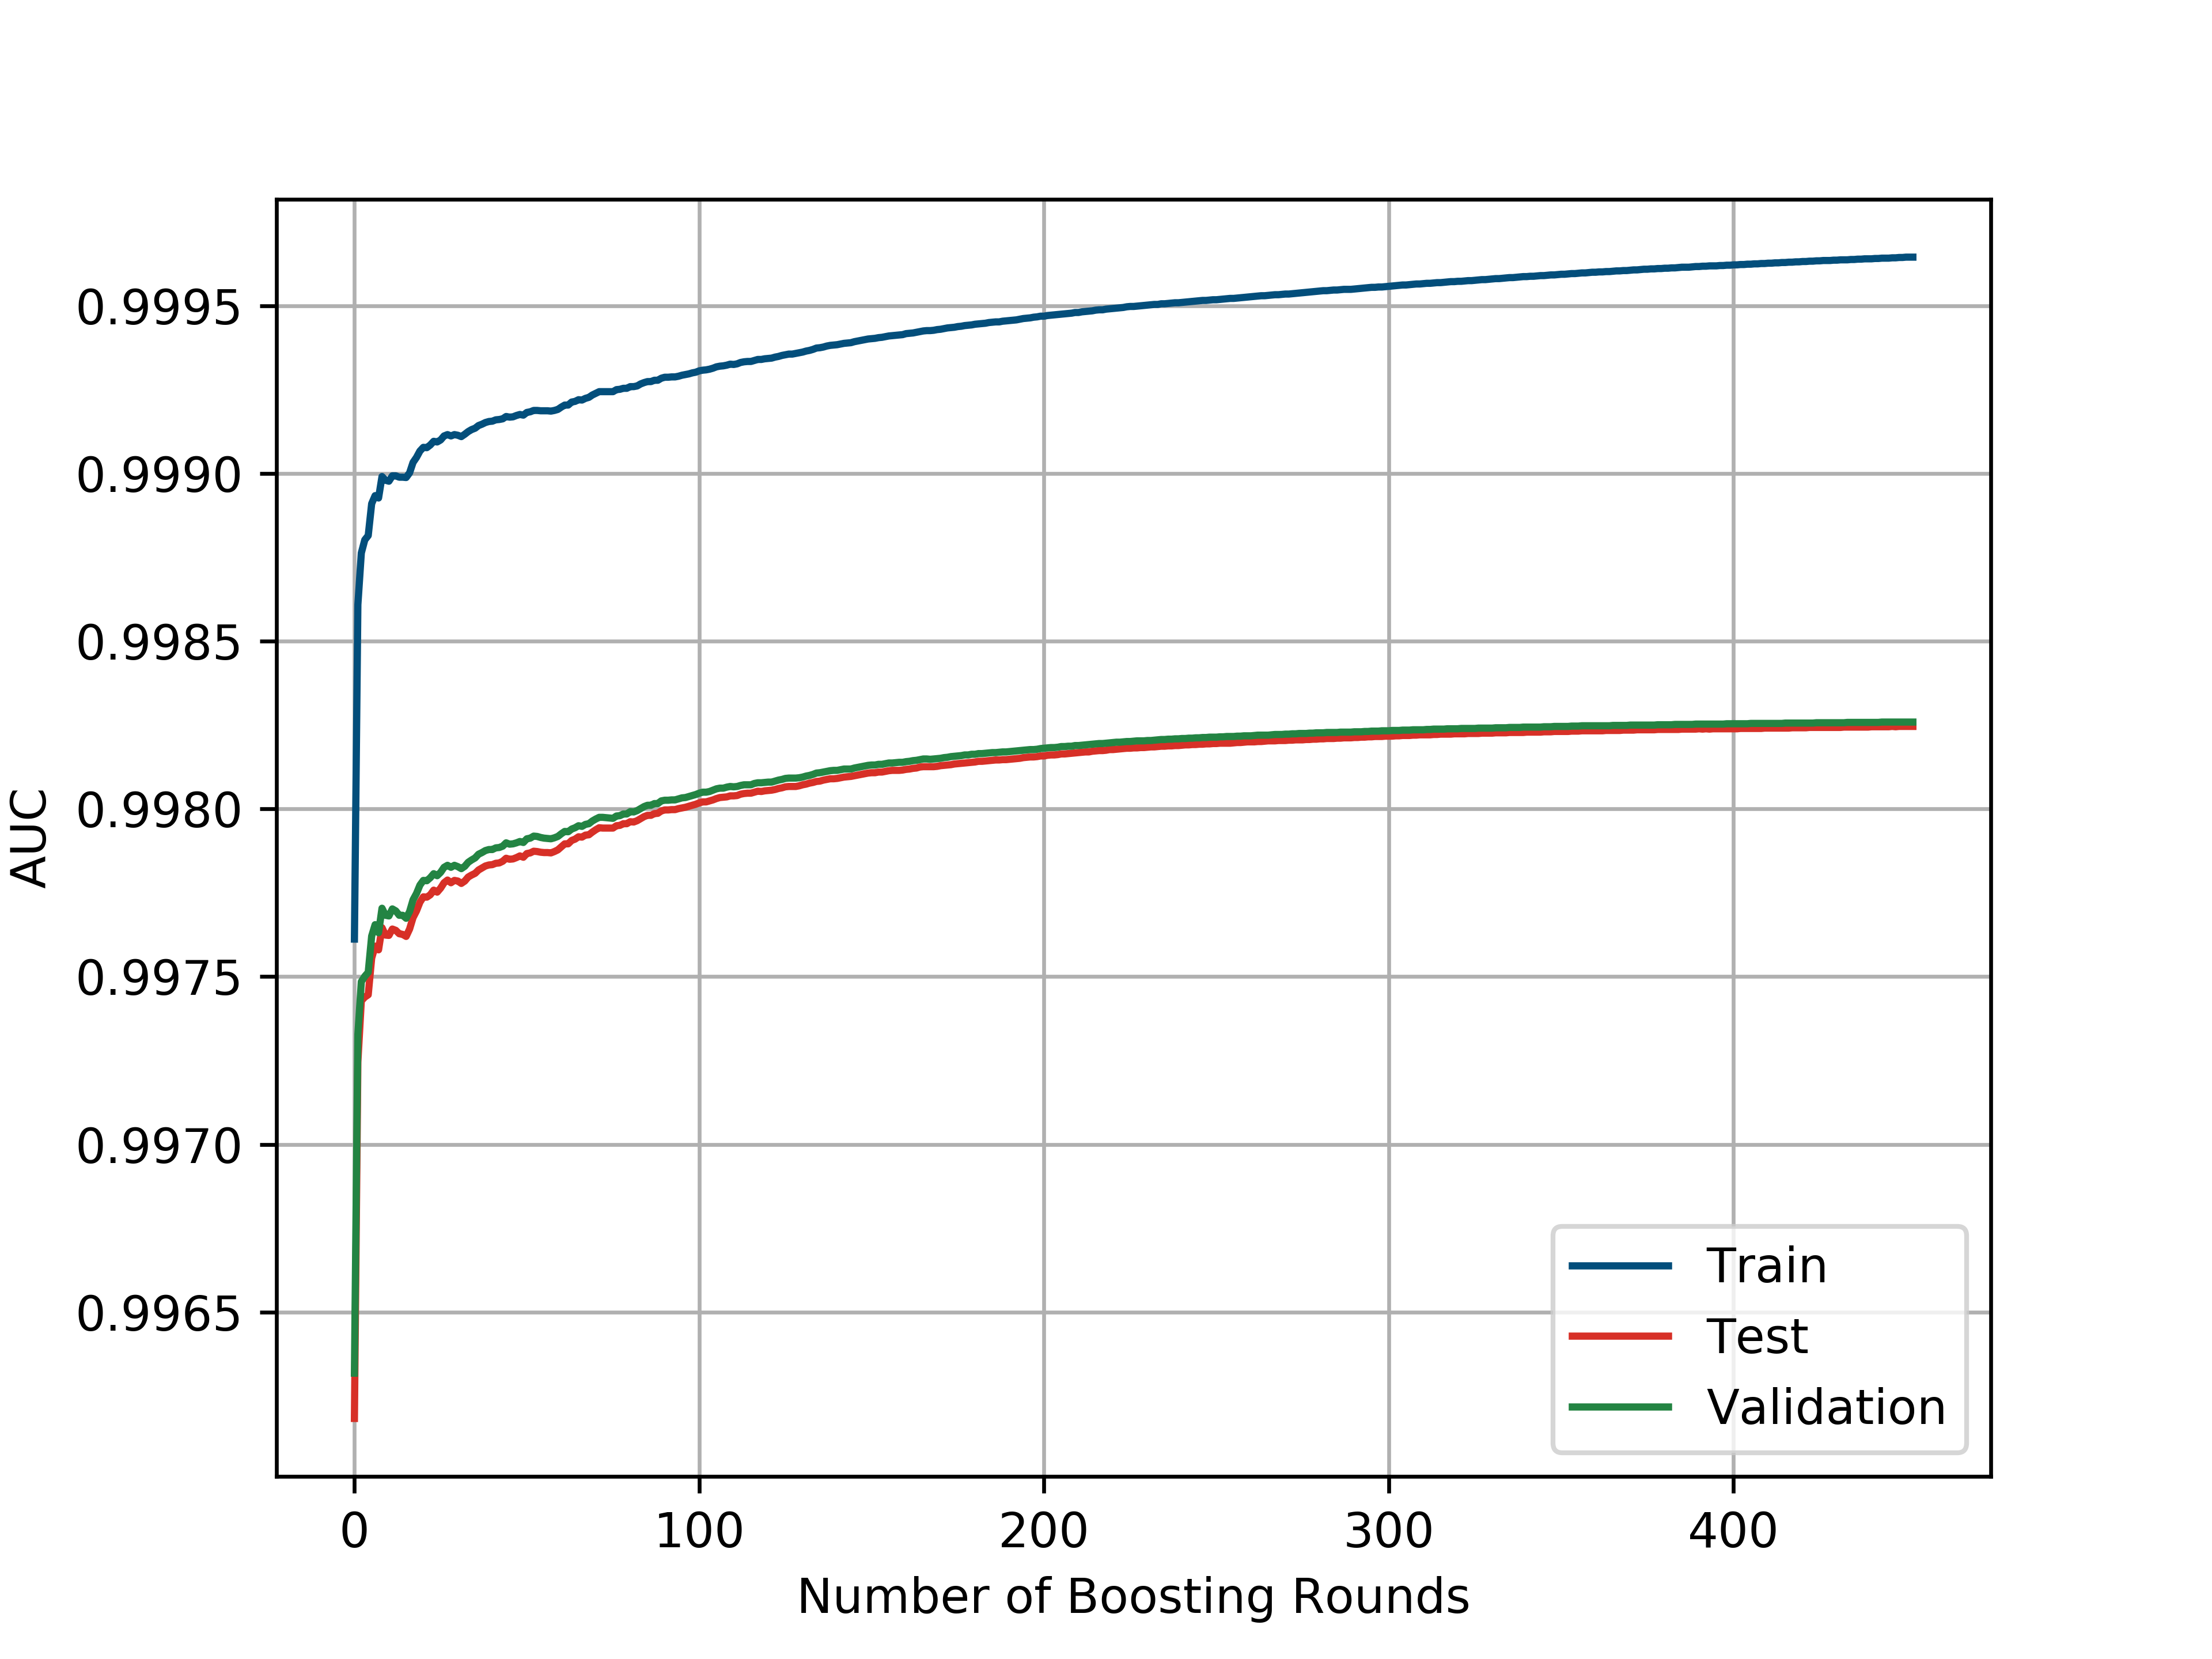 0.9995
0.9990
0.9985
0.9980
0.9975
0.9970
0.9965
AUC
0 100 200 300 400
Number of Boosting Rounds
Train
Test
Validation